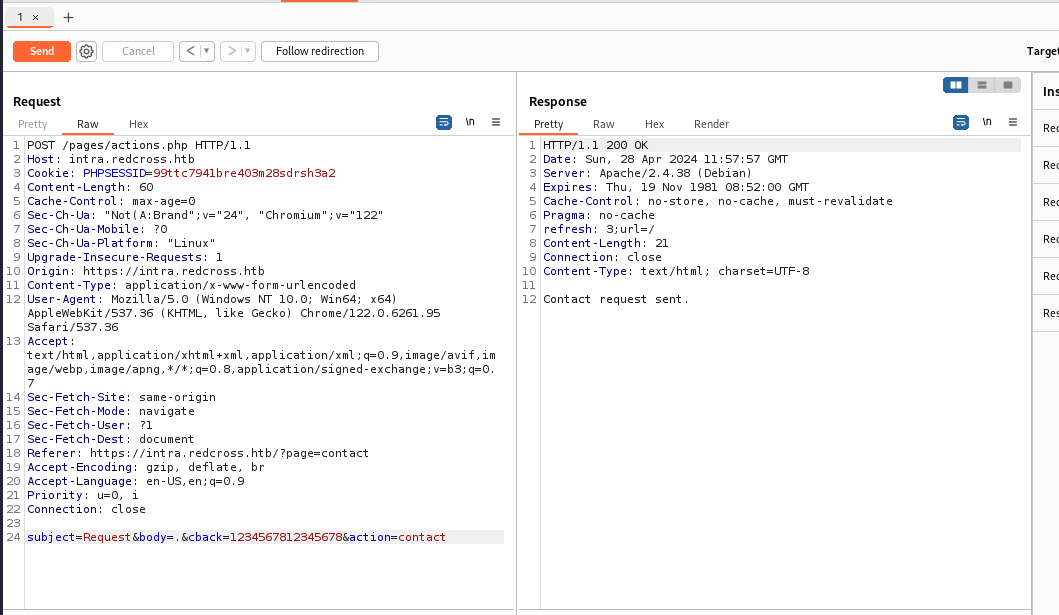 1 × +
Send Cancel < > Follow redirection Target
Request
Pretty Raw Hex \n
1 POST /pages/actions.php HTTP/1.1
2 Host: intra.redcross.htb
3 Cookie: PHPSESSID=99ttc7941bre403m28sdrsh3a2
4 Content-Length: 60
5 Cache-Control: max-age=0
6 Sec-Ch-Ua: "Not(A:Brand";v="24", "Chromium";v="122"
7 Sec-Ch-Ua-Mobile: ?0
8 Sec-Ch-Ua-Platform: "Linux"
9 Upgrade-Insecure-Requests: 1
10 Origin: https://intra.redcross.htb
11 Content-Type: application/x-www-form-urlencoded
12 User-Agent: Mozilla/5.0 (Windows NT 10.0; Win64; x64)
AppleWebKit/537.36 (KHTML, like Gecko) Chrome/122.0.6261.95
Safari/537.36
13 Accept:
text/html,application/xhtml+xml,application/xml;q=0.9,image/avif,im
age/webp,image/apng,*/*;q=0.8,application/signed-exchange;v=b3;q=0.
7
14 Sec-Fetch-Site: same-origin
15 Sec-Fetch-Mode: navigate
16 Sec-Fetch-User: ?1
17 Sec-Fetch-Dest: document
18 Referer: https://intra.redcross.htb/?page=contact
19 Accept-Encoding: gzip, deflate, br
20 Accept-Language: en-US,en;q=0.9
21 Priority: u=0, i
22 Connection: close
23
24 subject=Request&body=.&cback=1234567812345678&action=contact
Response
Pretty Raw Hex Render \n
1 HTTP/1.1 200 OK
2 Date: Sun, 28 Apr 2024 11:57:57 GMT
3 Server: Apache/2.4.38 (Debian)
4 Expires: Thu, 19 Nov 1981 08:52:00 GMT
5 Cache-Control: no-store, no-cache, must-revalidate
6 Pragma: no-cache
7 refresh: 3;url=/
8 Content-Length: 21
9 Connection: close
10 Content-Type: text/html; charset=UTF-8
11
12 Contact request sent.
Ins
Rec
Rec
Rec
Rec
Rec
Res